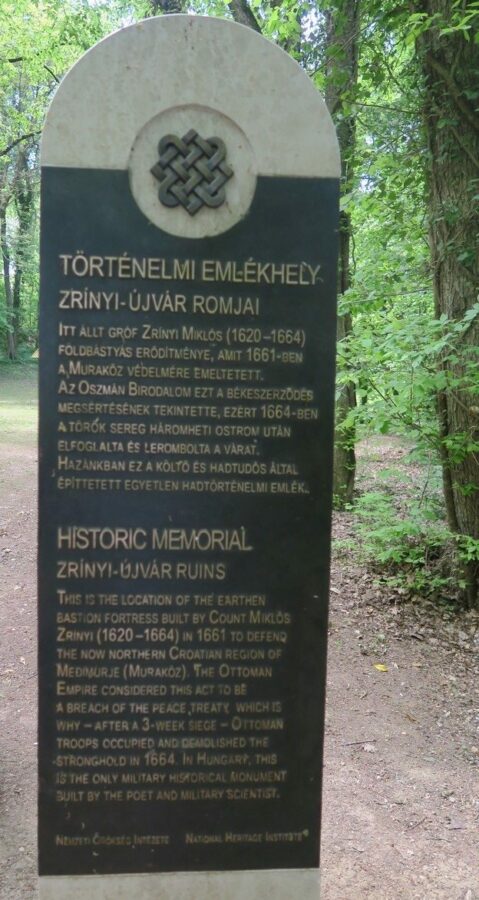 TÖRTÉNELMI EMLÉKHELY
ZRÍNYI-ÚJVÁR ROMJAI
ITT ÁLLT GRÓF ZRÍNYI MIKLÓS (1620–1664)
FÖLDBÁSTYÁS ERŐDÍTMÉNYE, AMIT 1661-BEN
A MURAKÖZ VÉDELMÉRE EMELTETETT.
AZ OSZMÁN BIRODALOM EZT A BÉKESZERZŐDÉS
MEGSÉRTÉSÉNEK TEKINTETTE, EZÉRT 1664-BEN
A TÖRÖK SEREG HÁROMHETI OSTROM UTÁN
ELFOGLALTA ÉS LEROMBOLTA A VÁRAT.
HAZÁNKBAN EZ A KÖLTŐ ÉS HADTUDÓS ÁLTAL
ÉPÍTTETETT EGYETLEN HADTÖRTÉNELMI EMLÉK.
HISTORIC MEMORIAL
ZRÍNYI-ÚJVÁR RUINS
THIS IS THE LOCATION OF THE EARTHEN
BASTION FORTRESS BUILT BY COUNT MIKLÓS
ZRÍNYI (1620–1664) IN 1661 TO DEFEND
THE NOW NORTHERN CROATIAN REGION OF
MEĐIMURJE (MURAKÖZ). THE OTTOMAN
EMPIRE CONSIDERED THIS ACT TO BE
A BREACH OF THE PEACE TREATY, WHICH IS
WHY – AFTER A 3-WEEK SIEGE – OTTOMAN
TROOPS OCCUPIED AND DEMOLISHED THE
STRONGHOLD IN 1664. IN HUNGARY, THIS
IS THE ONLY MILITARY HISTORICAL MONUMENT
BUILT BY THE POET AND MILITARY SCIENTIST.
NEMZETI ÖRÖKSÉG INTÉZETE NATIONAL HERITAGE INSTITUTE